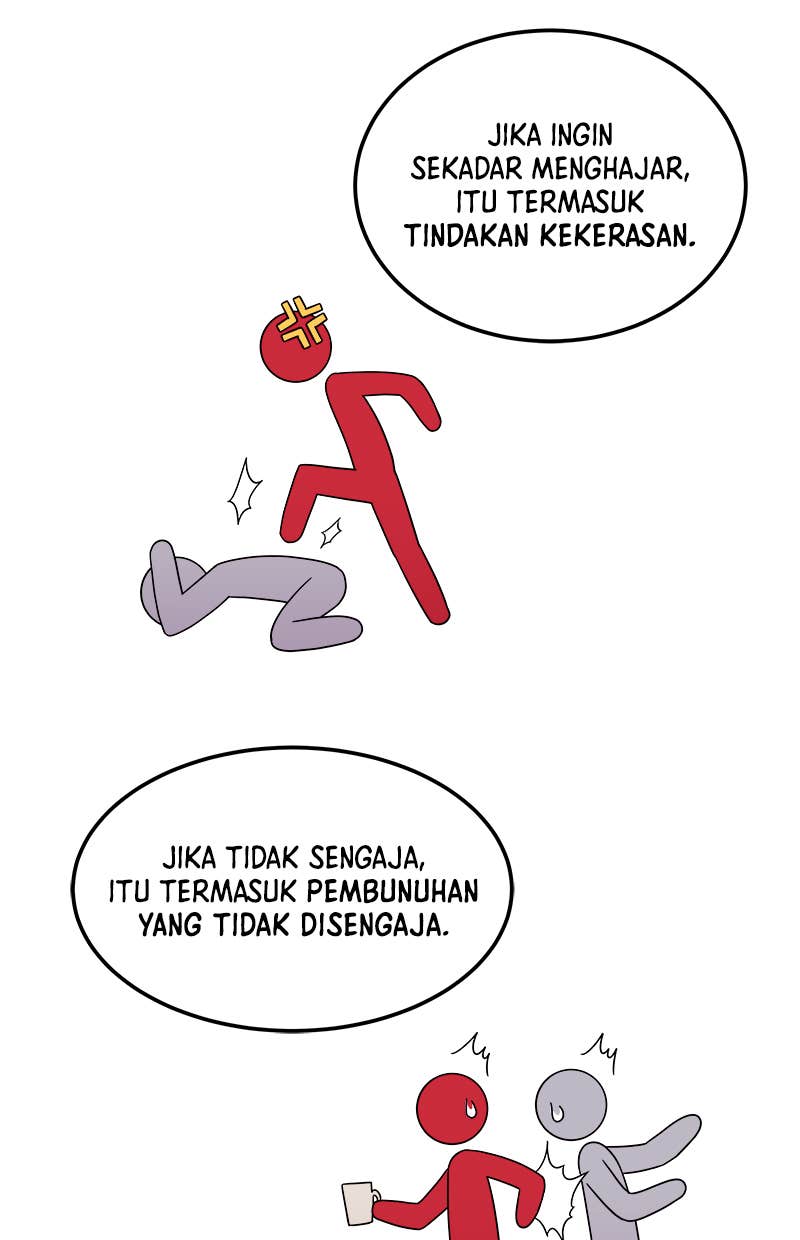 JIKA INGIN
SEKADAR MENGHAJAR,
ITU TERMASUK
TINDAKAN KEKERASAN.
JIKA TIDAK SENGAJA,
ITU TERMASUK PEMBUNUHAN
YANG TIDAK DISENGAJA.